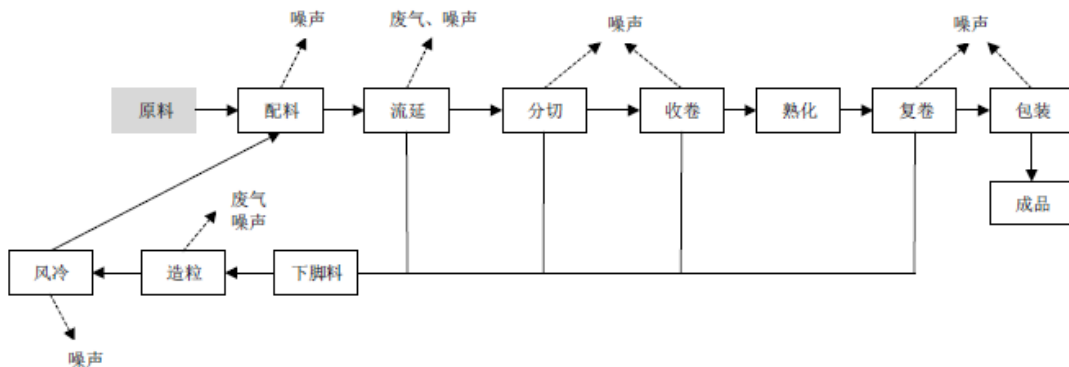 噪声
废气、噪声
噪声
噪声
原料
配料
流延
分切
收卷
熟化
复卷
包装
废气
噪声
成品
风冷
造粒
下脚料
噪声